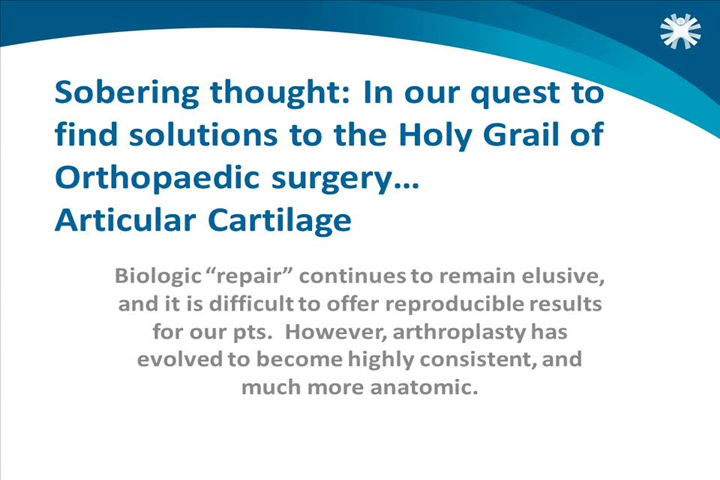 Sobering thought: In our quest to
find solutions to the Holy Grail of
Orthopaedic surgery…
Articular Cartilage
Biologic “repair” continues to remain elusive,
and it is difficult to offer reproducible results
for our pts.  However, arthroplasty has
evolved to become highly consistent, and
much more anatomic.